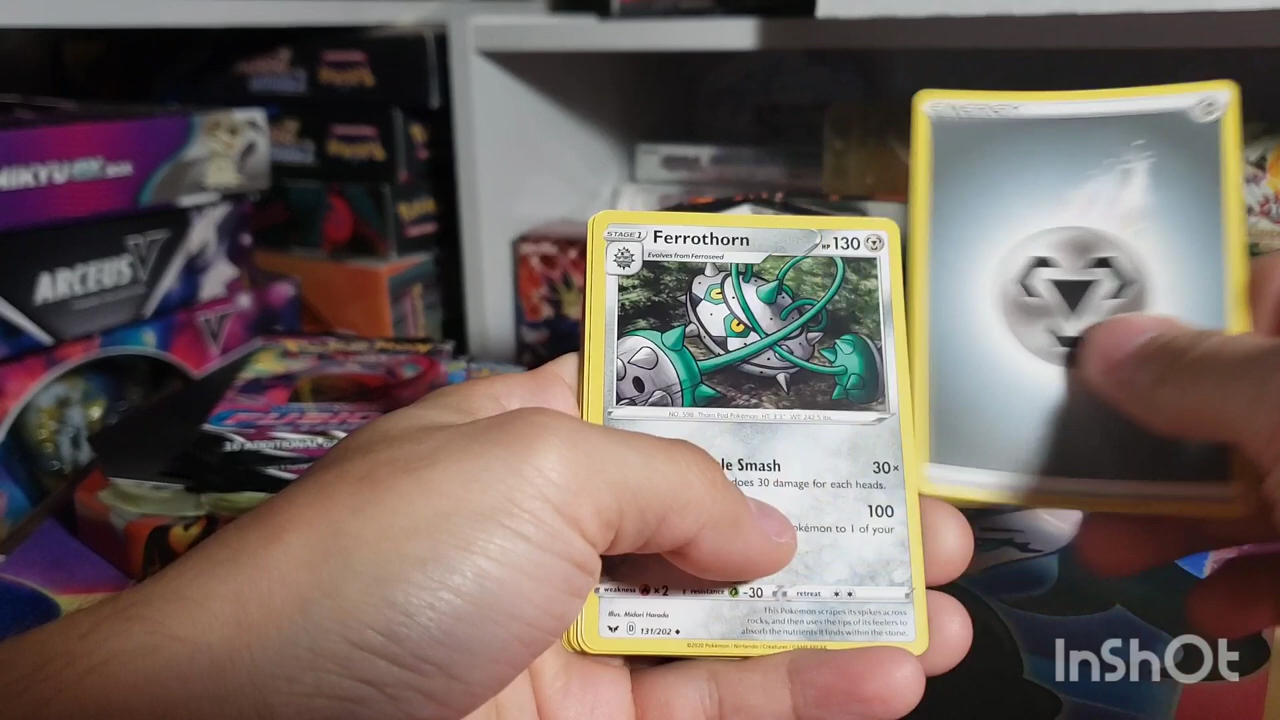 MIKYU
ARCEUS V
V
ENERGY
STAGE 1
Ferrothorn
HP 130
Evolves from Ferroseed
NO. 598 Thorn Pod Pokémon HT: 3'3" WT: 242.5 lbs.
le Smash 30×
does 30 damage for each heads.
100
okémon to 1 of your
weakness ×2 resistance -30 retreat
Illus. Midori Harada
This Pokémon scrapes its spikes across
rocks, and then uses the tips of its feelers to
absorb the nutrients it finds within the stone.
D 131/202
©2020 Pokémon / Nintendo / Creatures / GAME FREAK
InShOt